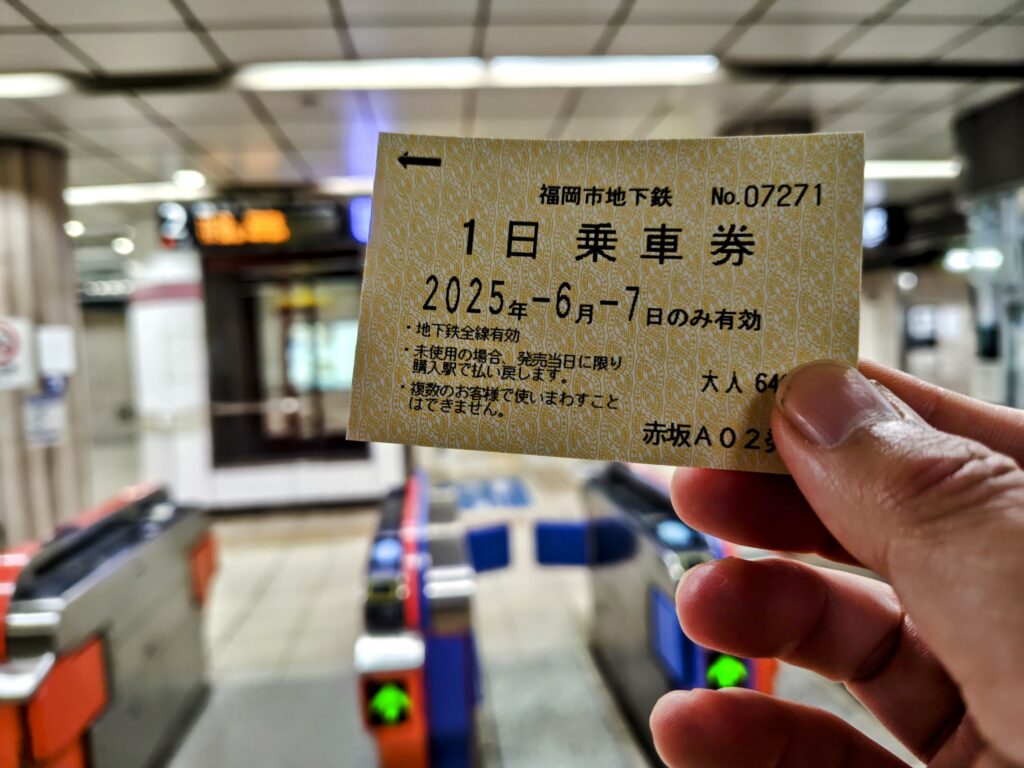 福岡市地下鉄 No.07271
1日乗車券
2025年-6月-7日のみ有効
・地下鉄全線有効
・未使用の場合、発売当日に限り
購入駅で払い戻します。
・複数のお客様で使いまわすこと
はできません。
大人 64
赤坂A02
2